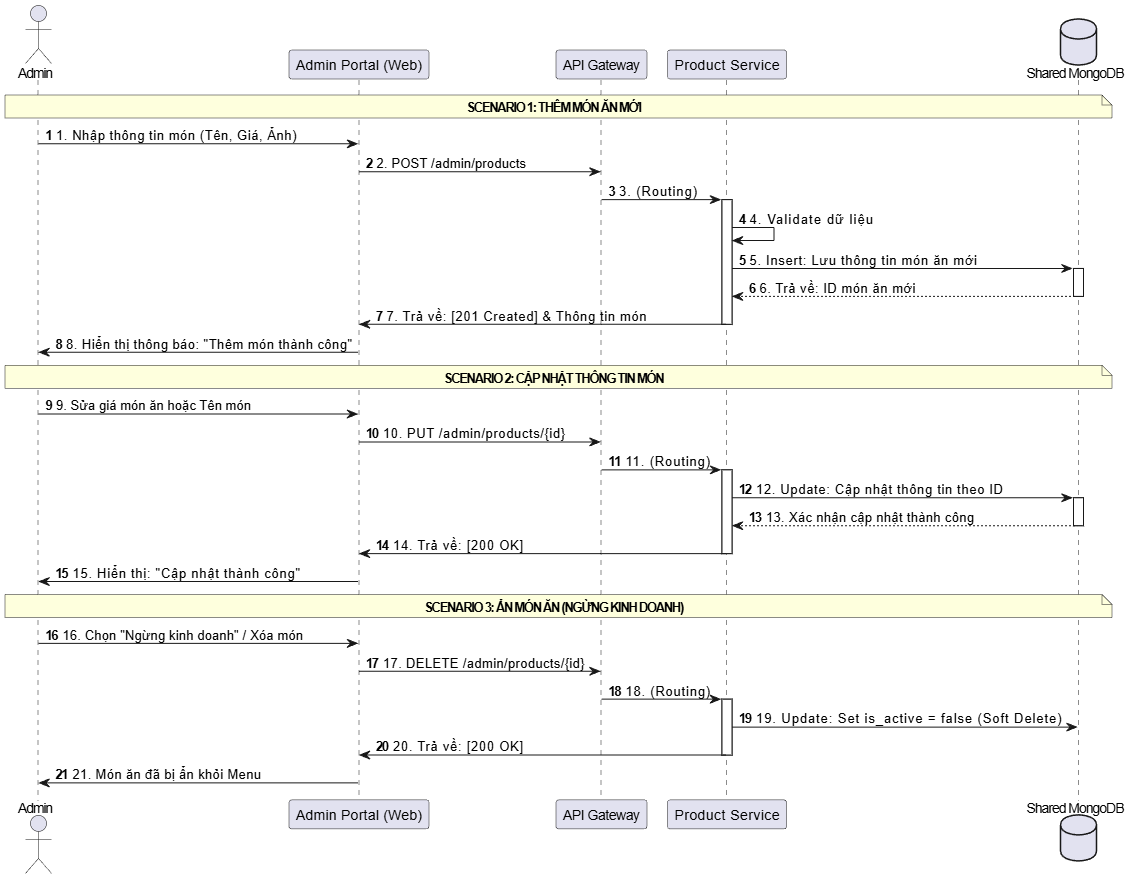 Admin
Admin Portal (Web)
API Gateway
Product Service
Shared MongoDB
SCENARIO 1: THÊM MÓN ĂN MỚI
1 1. Nhập thông tin món (Tên, Giá, Ảnh)
2 2. POST /admin/products
3 3. (Routing)
4 4. Validate dữ liệu
5 5. Insert: Lưu thông tin món ăn mới
6 6. Trả về: ID món ăn mới
7 7. Trả về: [201 Created] & Thông tin món
8 8. Hiển thị thông báo: "Thêm món thành công"
SCENARIO 2: CẬP NHẬT THÔNG TIN MÓN
9 9. Sửa giá món ăn hoặc Tên món
10 10. PUT /admin/products/{id}
11 11. (Routing)
12 12. Update: Cập nhật thông tin theo ID
13 13. Xác nhận cập nhật thành công
14 14. Trả về: [200 OK]
15 15. Hiển thị: "Cập nhật thành công"
SCENARIO 3: ẨN MÓN ĂN (NGỪNG KINH DOANH)
16 16. Chọn "Ngừng kinh doanh" / Xóa món
17 17. DELETE /admin/products/{id}
18 18. (Routing)
19 19. Update: Set is_active = false (Soft Delete)
20 20. Trả về: [200 OK]
21 21. Món ăn đã bị ẩn khỏi Menu
Admin
Admin Portal (Web)
API Gateway
Product Service
Shared MongoDB